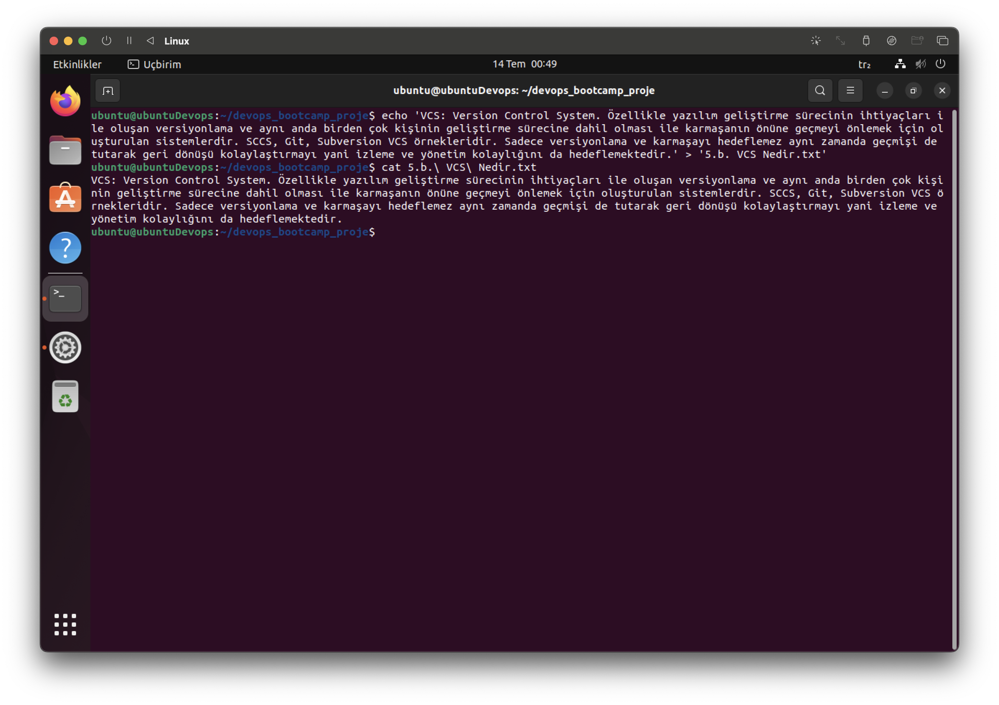 Linux
Etkinlikler Uçbirim 14 Tem 00:49 tr₂
ubuntu@ubuntuDevops: ~/devops_bootcamp_proje
ubuntu@ubuntuDevops:~/devops_bootcamp_proje$ echo 'VCS: Version Control System. Özellikle yazılım geliştirme sürecinin ihtiyaçları i
le oluşan versiyonlama ve aynı anda birden çok kişinin geliştirme sürecine dahil olması ile karmaşanın önüne geçmeyi önlemek için ol
uşturulan sistemlerdir. SCCS, Git, Subversion VCS örnekleridir. Sadece versiyonlama ve karmaşayı hedeflemez aynı zamanda geçmişi de
tutarak geri dönüşü kolaylaştırmayı yani izleme ve yönetim kolaylığını da hedeflemektedir.' > '5.b. VCS Nedir.txt'
ubuntu@ubuntuDevops:~/devops_bootcamp_proje$ cat 5.b.\ VCS\ Nedir.txt
VCS: Version Control System. Özellikle yazılım geliştirme sürecinin ihtiyaçları ile oluşan versiyonlama ve aynı anda birden çok kişi
nin geliştirme sürecine dahil olması ile karmaşanın önüne geçmeyi önlemek için oluşturulan sistemlerdir. SCCS, Git, Subversion VCS ö
rnekleridir. Sadece versiyonlama ve karmaşayı hedeflemez aynı zamanda geçmişi de tutarak geri dönüşü kolaylaştırmayı yani izleme ve
yönetim kolaylığını da hedeflemektedir.
ubuntu@ubuntuDevops:~/devops_bootcamp_proje$